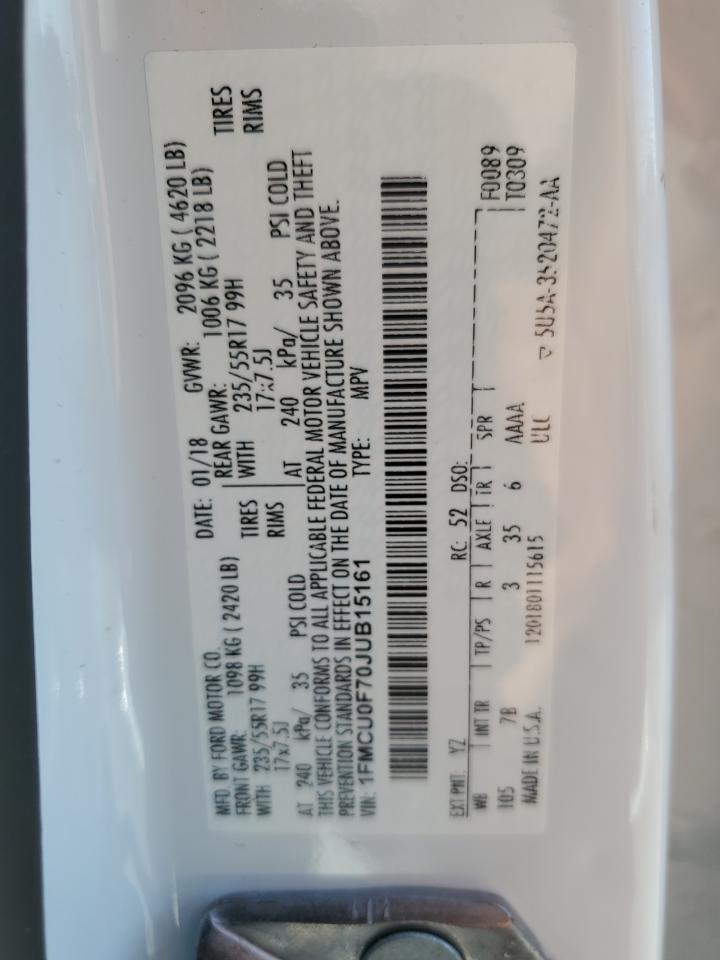 MFD. BY FORD MOTOR CO. DATE: 01/18 GVWR: 2096 KG ( 4620 LB)
FRONT GAWR: 1098 KG ( 2420 LB) REAR GAWR: 1006 KG ( 2218 LB)
WITH 235/55R17 99H TIRES WITH 235/55R17 99H TIRES
17x7.5J RIMS 17x7.5J RIMS
AT 240 kPa/ 35 PSI COLD AT 240 kPa/ 35 PSI COLD
THIS VEHICLE CONFORMS TO ALL APPLICABLE FEDERAL MOTOR VEHICLE SAFETY AND THEFT
PREVENTION STANDARDS IN EFFECT ON THE DATE OF MANUFACTURE SHOWN ABOVE.
VIN: 1FMCU0F70JUB15161 TYPE: MPV
EXT PNT: YZ RC: 52 DSO: F0089
WB INT TR TP/PS R AXLE TR SPR T0309
105 7B 3 35 6 AAAA
MADE IN U.S.A. 1201801115615 ULC
5U5A-3520472-AA